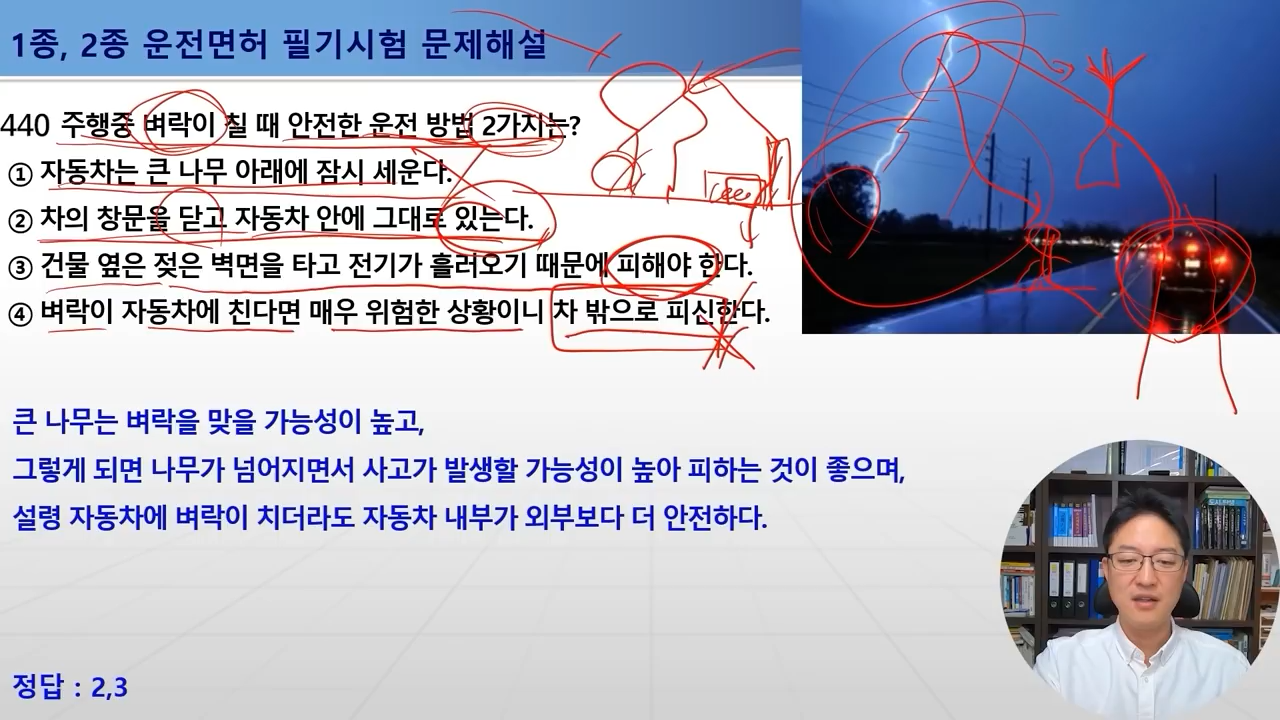 1종, 2종 운전면허 필기시험 문제해설
440 주행중 벼락이 칠 때 안전한 운전 방법 2가지는?
① 자동차는 큰 나무 아래에 잠시 세운다.
② 차의 창문을 닫고 자동차 안에 그대로 있는다.
③ 건물 옆은 젖은 벽면을 타고 전기가 흘러오기 때문에 피해야 한다.
④ 벼락이 자동차에 친다면 매우 위험한 상황이니 차 밖으로 피신한다.
큰 나무는 벼락을 맞을 가능성이 높고,
그렇게 되면 나무가 넘어지면서 사고가 발생할 가능성이 높아 피하는 것이 좋으며,
설령 자동차에 벼락이 치더라도 자동차 내부가 외부보다 더 안전하다.
정답 : 2,3